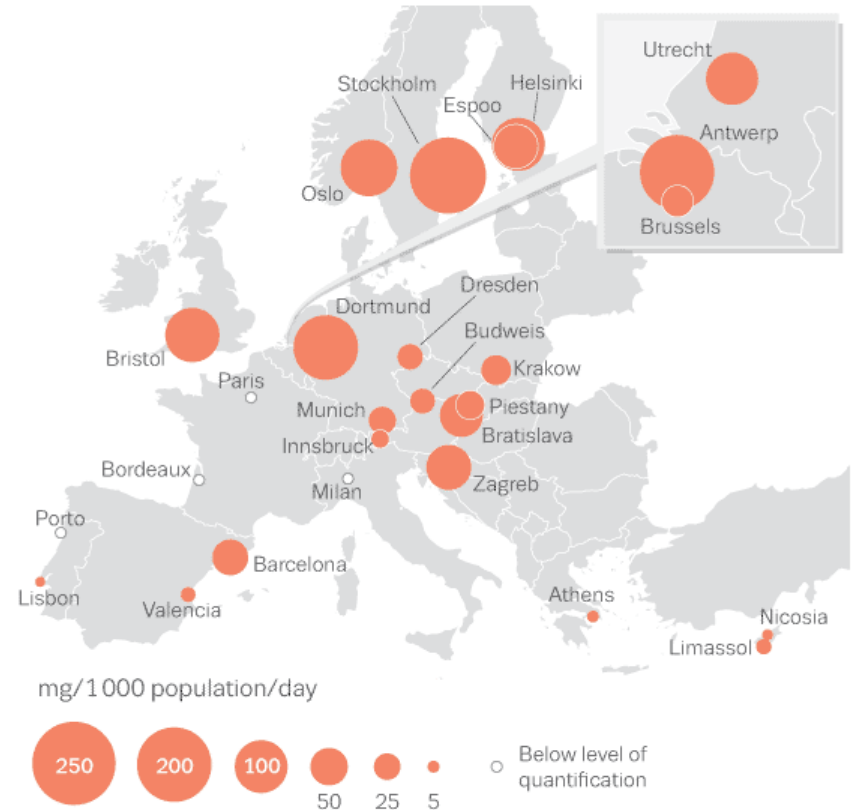 Utrecht
Stockholm
Helsinki
Espoo
Antwerp
Oslo
Brussels
Dresden
Dortmund
Budweis
Bristol
Krakow
Paris
Munich
Piestany
Bratislava
Innsbruck
Bordeaux
Zagreb
Milan
Porto
Barcelona
Lisbon
Valencia
Athens
Nicosia
Limassol
mg/1000 population/day
250
200
100
50
25
5
Below level of
quantification